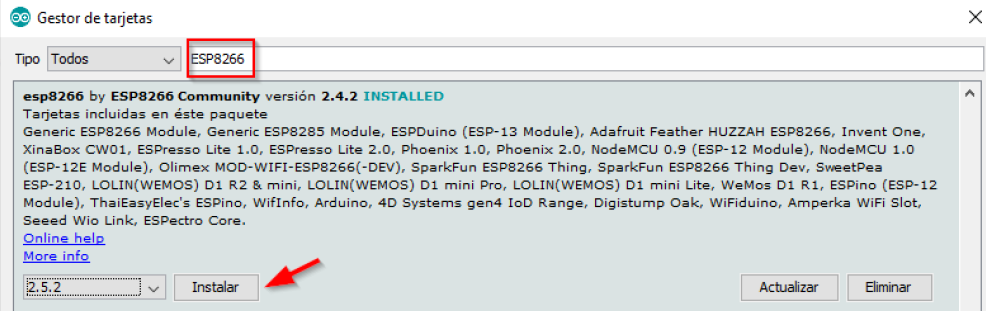 Gestor de tarjetas
Tipo Todos ESP8266
esp8266 by ESP8266 Community versión 2.4.2 INSTALLED
Tarjetas incluidas en éste paquete
Generic ESP8266 Module, Generic ESP8285 Module, ESPDuino (ESP-13 Module), Adafruit Feather HUZZAH ESP8266, Invent One,
XinaBox CW01, ESPresso Lite 1.0, ESPresso Lite 2.0, Phoenix 1.0, Phoenix 2.0, NodeMCU 0.9 (ESP-12 Module), NodeMCU 1.0
(ESP-12E Module), Olimex MOD-WIFI-ESP8266(-DEV), SparkFun ESP8266 Thing, SparkFun ESP8266 Thing Dev, SweetPea
ESP-210, LOLIN(WEMOS) D1 R2 & mini, LOLIN(WEMOS) D1 mini Pro, LOLIN(WEMOS) D1 mini Lite, WeMos D1 R1, ESPino (ESP-12
Module), ThaiEasyElec's ESPino, WifInfo, Arduino, 4D Systems gen4 IoD Range, Digistump Oak, WiFiduino, Amperka WiFi Slot,
Seeed Wio Link, ESPectro Core.
Online help
More info
2.5.2 Instalar Actualizar Eliminar